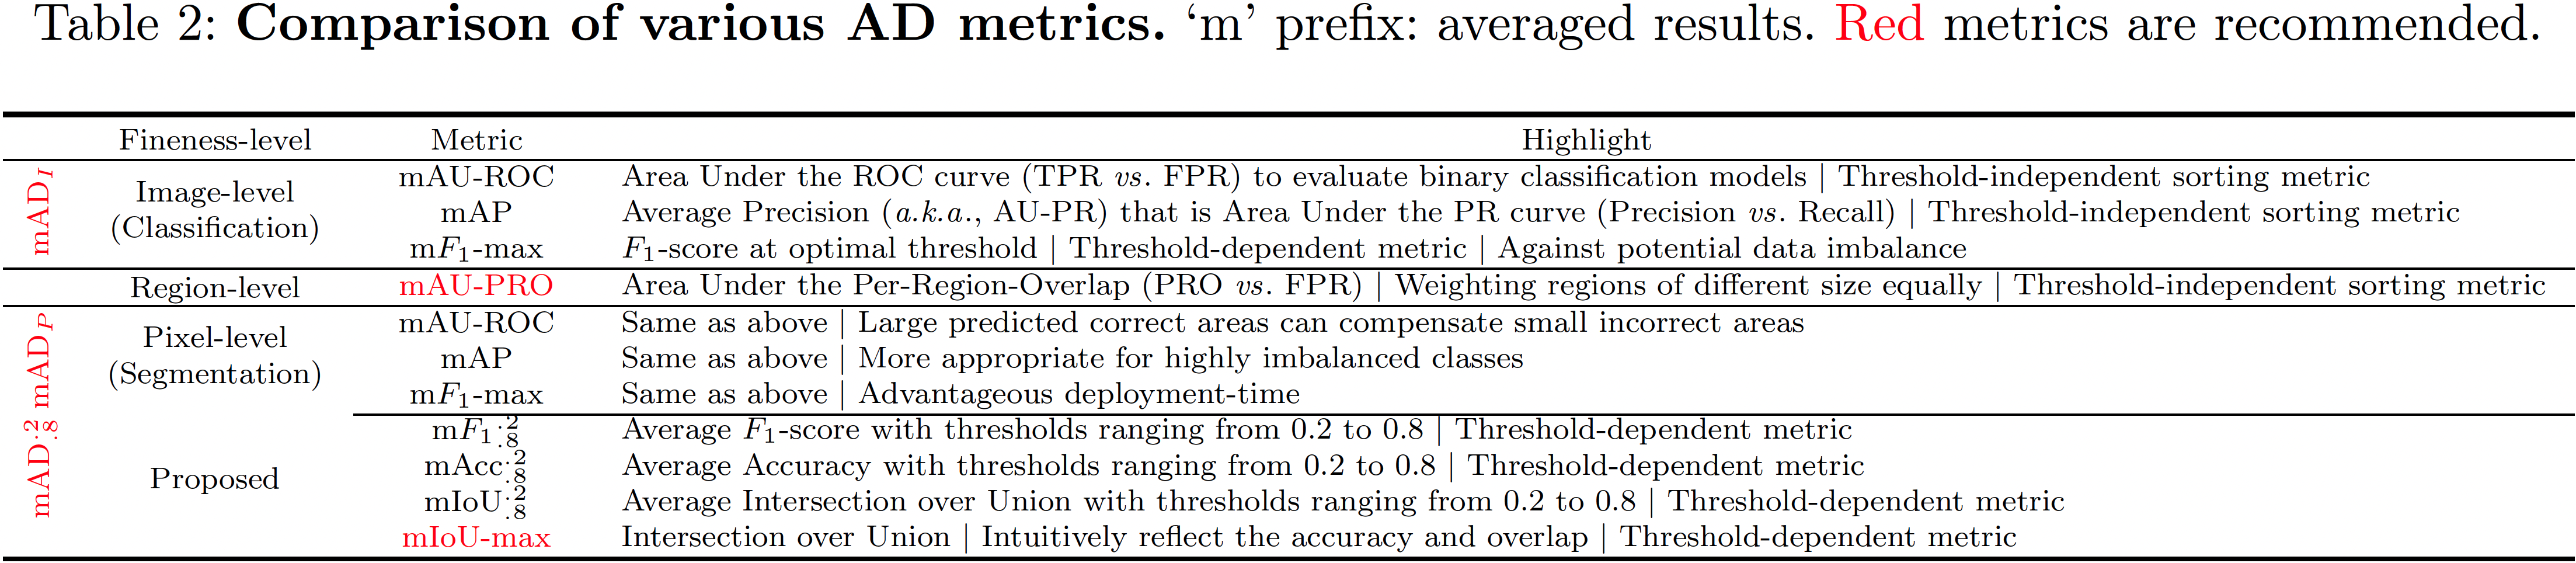 Table 2: Comparison of various AD metrics. ‘m’ prefix: averaged results. Red metrics are recommended.
Fineness-level Metric Highlight
mAD_I
Image-level
(Classification)
mAU-ROC Area Under the ROC curve (TPR vs. FPR) to evaluate binary classification models | Threshold-independent sorting metric
mAP Average Precision (a.k.a., AU-PR) that is Area Under the PR curve (Precision vs. Recall) | Threshold-independent sorting metric
mF₁-max F₁-score at optimal threshold | Threshold-dependent metric | Against potential data imbalance
Region-level mAU-PRO Area Under the Per-Region-Overlap (PRO vs. FPR) | Weighting regions of different size equally | Threshold-independent sorting metric
mAD_P
Pixel-level
(Segmentation)
mAU-ROC Same as above | Large predicted correct areas can compensate small incorrect areas
mAP Same as above | More appropriate for highly imbalanced classes
mF₁-max Same as above | Advantageous deployment-time
mAD^.2_.8
Proposed
mF₁^.2_.8 Average F₁-score with thresholds ranging from 0.2 to 0.8 | Threshold-dependent metric
mAcc^.2_.8 Average Accuracy with thresholds ranging from 0.2 to 0.8 | Threshold-dependent metric
mIoU^.2_.8 Average Intersection over Union with thresholds ranging from 0.2 to 0.8 | Threshold-dependent metric
mIoU-max Intersection over Union | Intuitively reflect the accuracy and overlap | Threshold-dependent metric